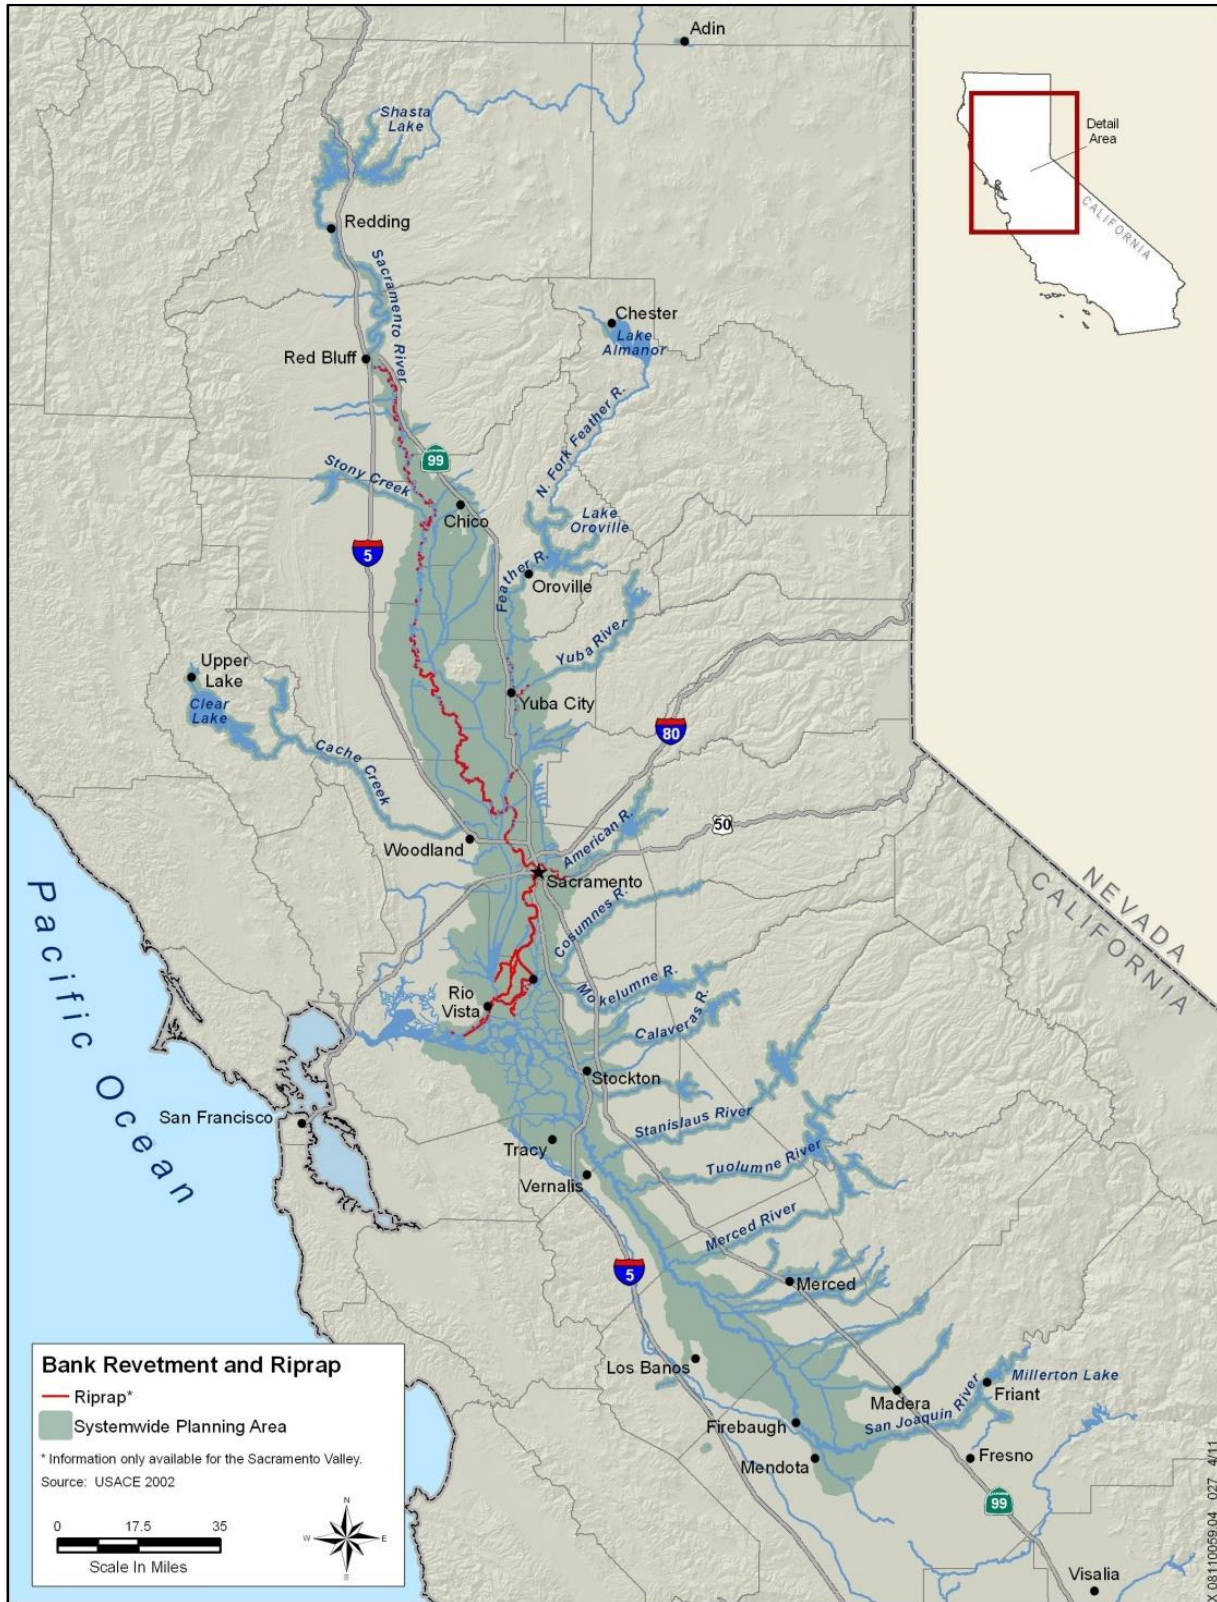 Adin
Shasta
Lake
Detail
Area
CALIFORNIA
Redding
Sacramento River
Chester
Lake
Almanor
Red Bluff
N. Fork Feather R.
99
Stony Creek
Chico
Lake
Oroville
5
Feather R.
Oroville
Yuba River
Upper
Lake
Clear
Lake
Yuba City
80
Cache Creek
50
American R.
Woodland
Sacramento
NEVADA
CALIFORNIA
Pacific Ocean
Cosumnes R.
Rio
Vista
Mokelumne R.
Calaveras R.
Stockton
San Francisco
Stanislaus River
Tracy
Tuolumne River
Vernalis
Merced River
5
Merced
Los Banos
Millerton Lake
Friant
Madera
San Joaquin River
Firebaugh
Mendota
Fresno
99
Visalia
Bank Revetment and Riprap
Riprap*
Systemwide Planning Area
* Information only available for the Sacramento Valley.
Source: USACE 2002
0 17.5 35
Scale In Miles
N
W E
S
X 08110059.04 027 4/11